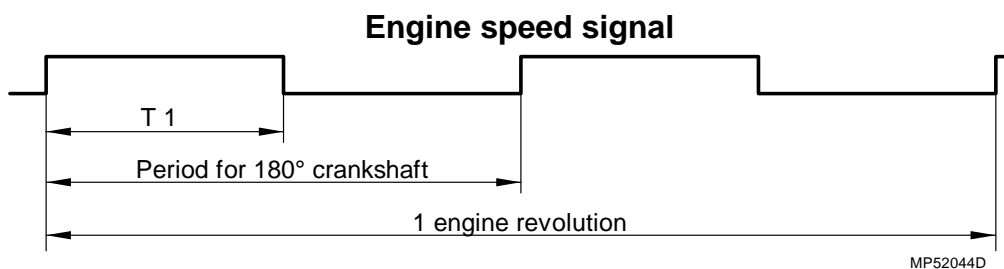 Engine speed signal
T 1
Period for 180° crankshaft
1 engine revolution
MP52044D